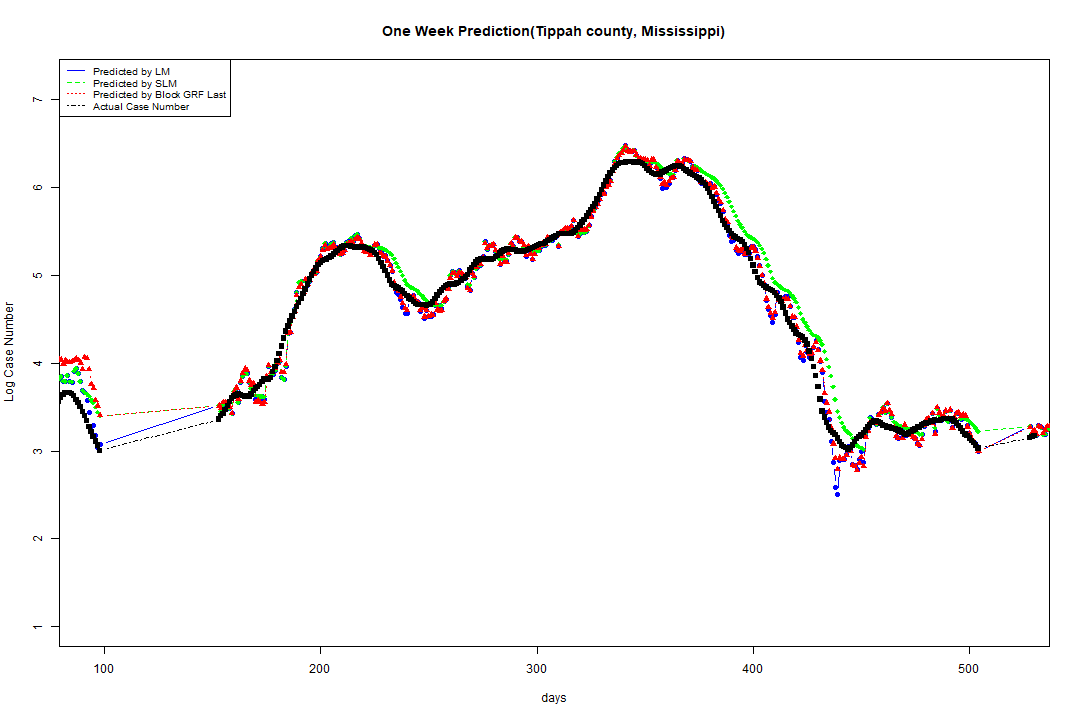 One Week Prediction(Tippah county, Mississippi)
Predicted by LM
Predicted by SLM
Predicted by Block GRF Last
Actual Case Number
7
6
5
4
3
2
1
Log Case Number
100 200 300 400 500
days